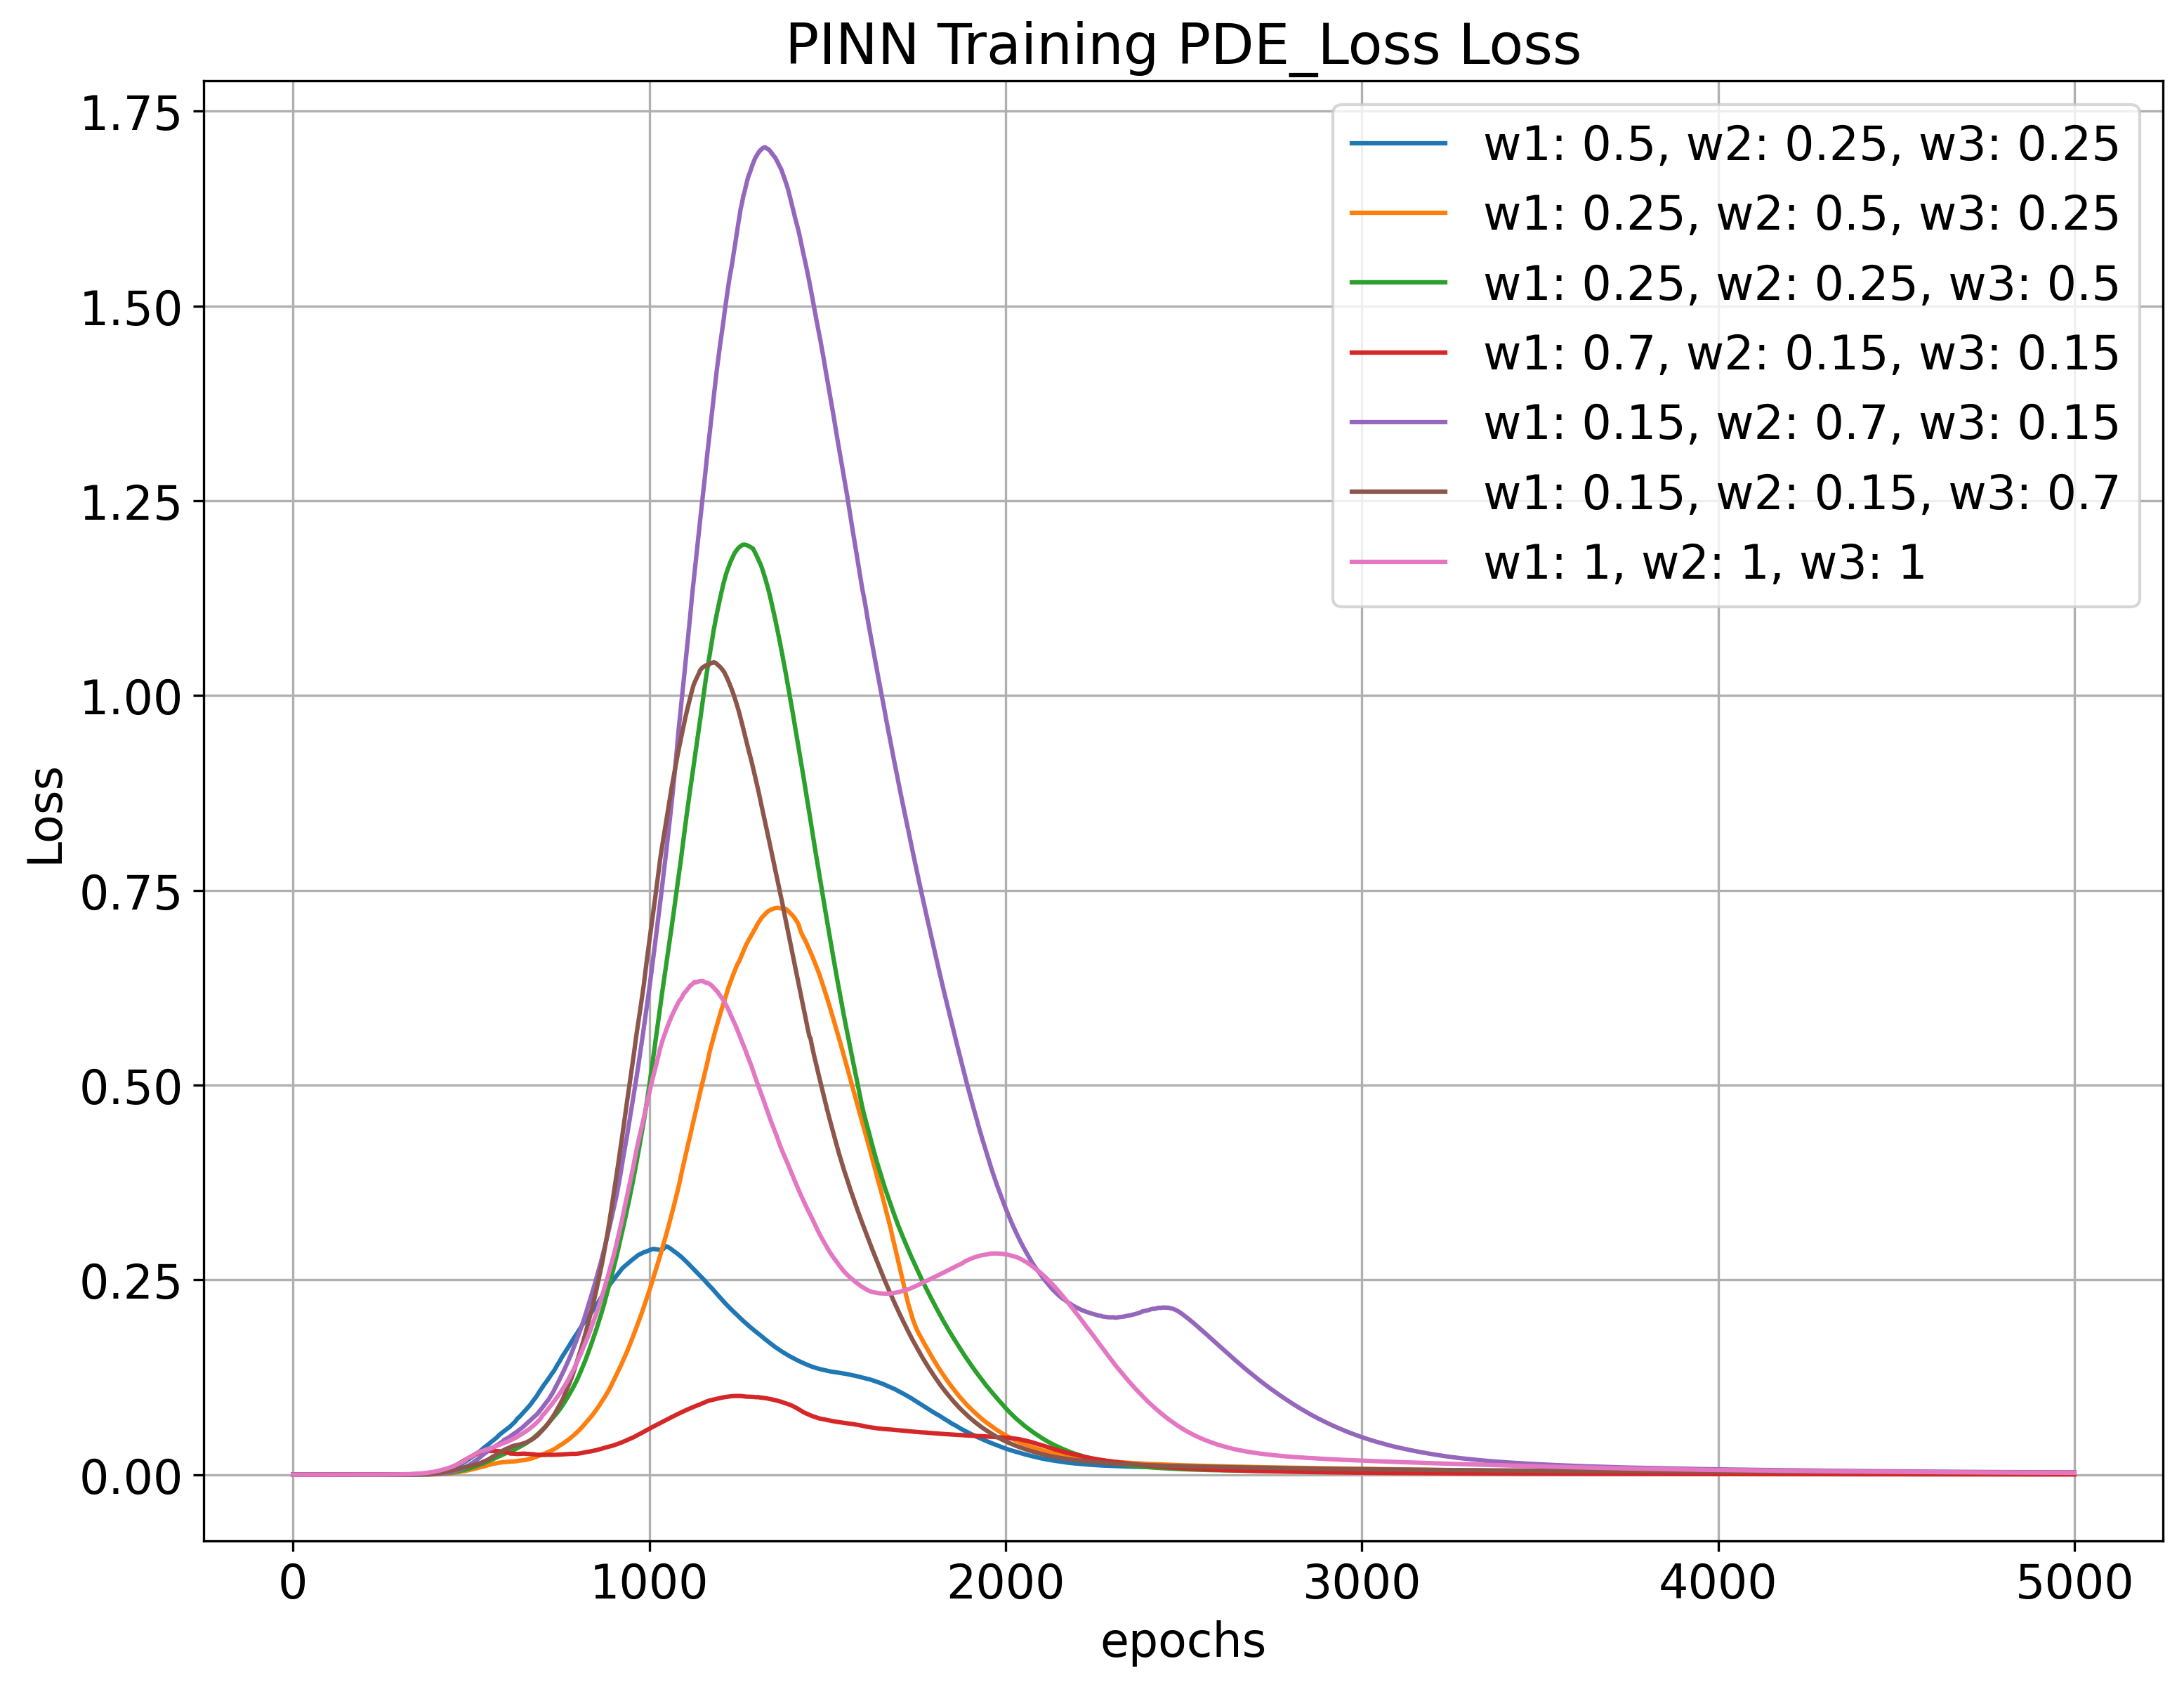 PINN Training PDE_Loss Loss
1.75
1.50
1.25
1.00
0.75
0.50
0.25
0.00
Loss
w1: 0.5, w2: 0.25, w3: 0.25
w1: 0.25, w2: 0.5, w3: 0.25
w1: 0.25, w2: 0.25, w3: 0.5
w1: 0.7, w2: 0.15, w3: 0.15
w1: 0.15, w2: 0.7, w3: 0.15
w1: 0.15, w2: 0.15, w3: 0.7
w1: 1, w2: 1, w3: 1
0 1000 2000 3000 4000 5000
epochs